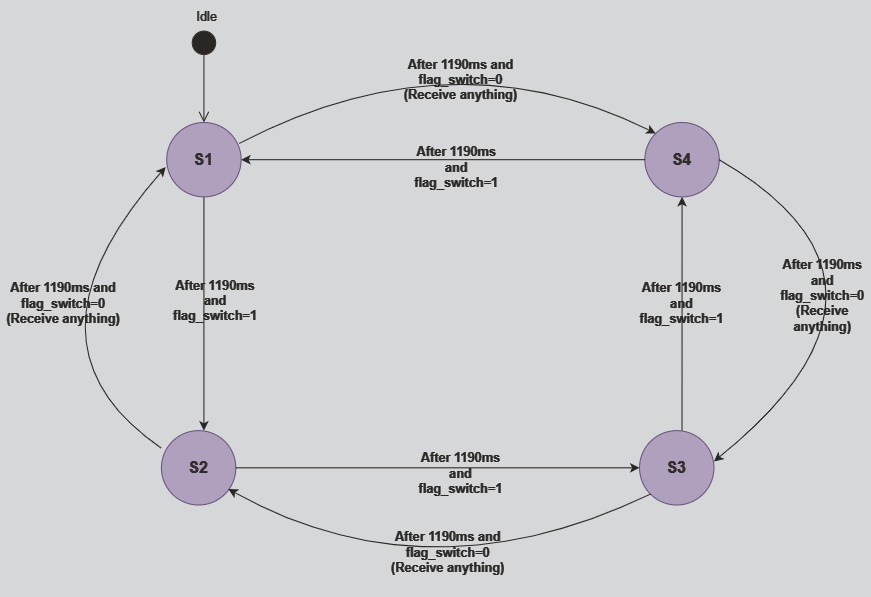 Idle
After 1190ms and
flag_switch=0
(Receive anything)
S1
After 1190ms
and
flag_switch=1
S4
After 1190ms and
flag_switch=0
(Receive anything)
After 1190ms
and
flag_switch=1
After 1190ms
and
flag_switch=1
After 1190ms
and
flag_switch=0
(Receive
anything)
S2
After 1190ms
and
flag_switch=1
S3
After 1190ms and
flag_switch=0
(Receive anything)